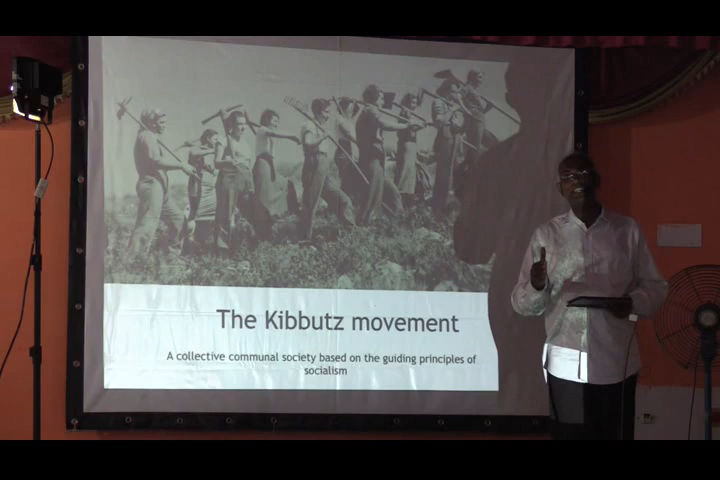 The Kibbutz movement
A collective communal society based on the guiding principles of
socialism